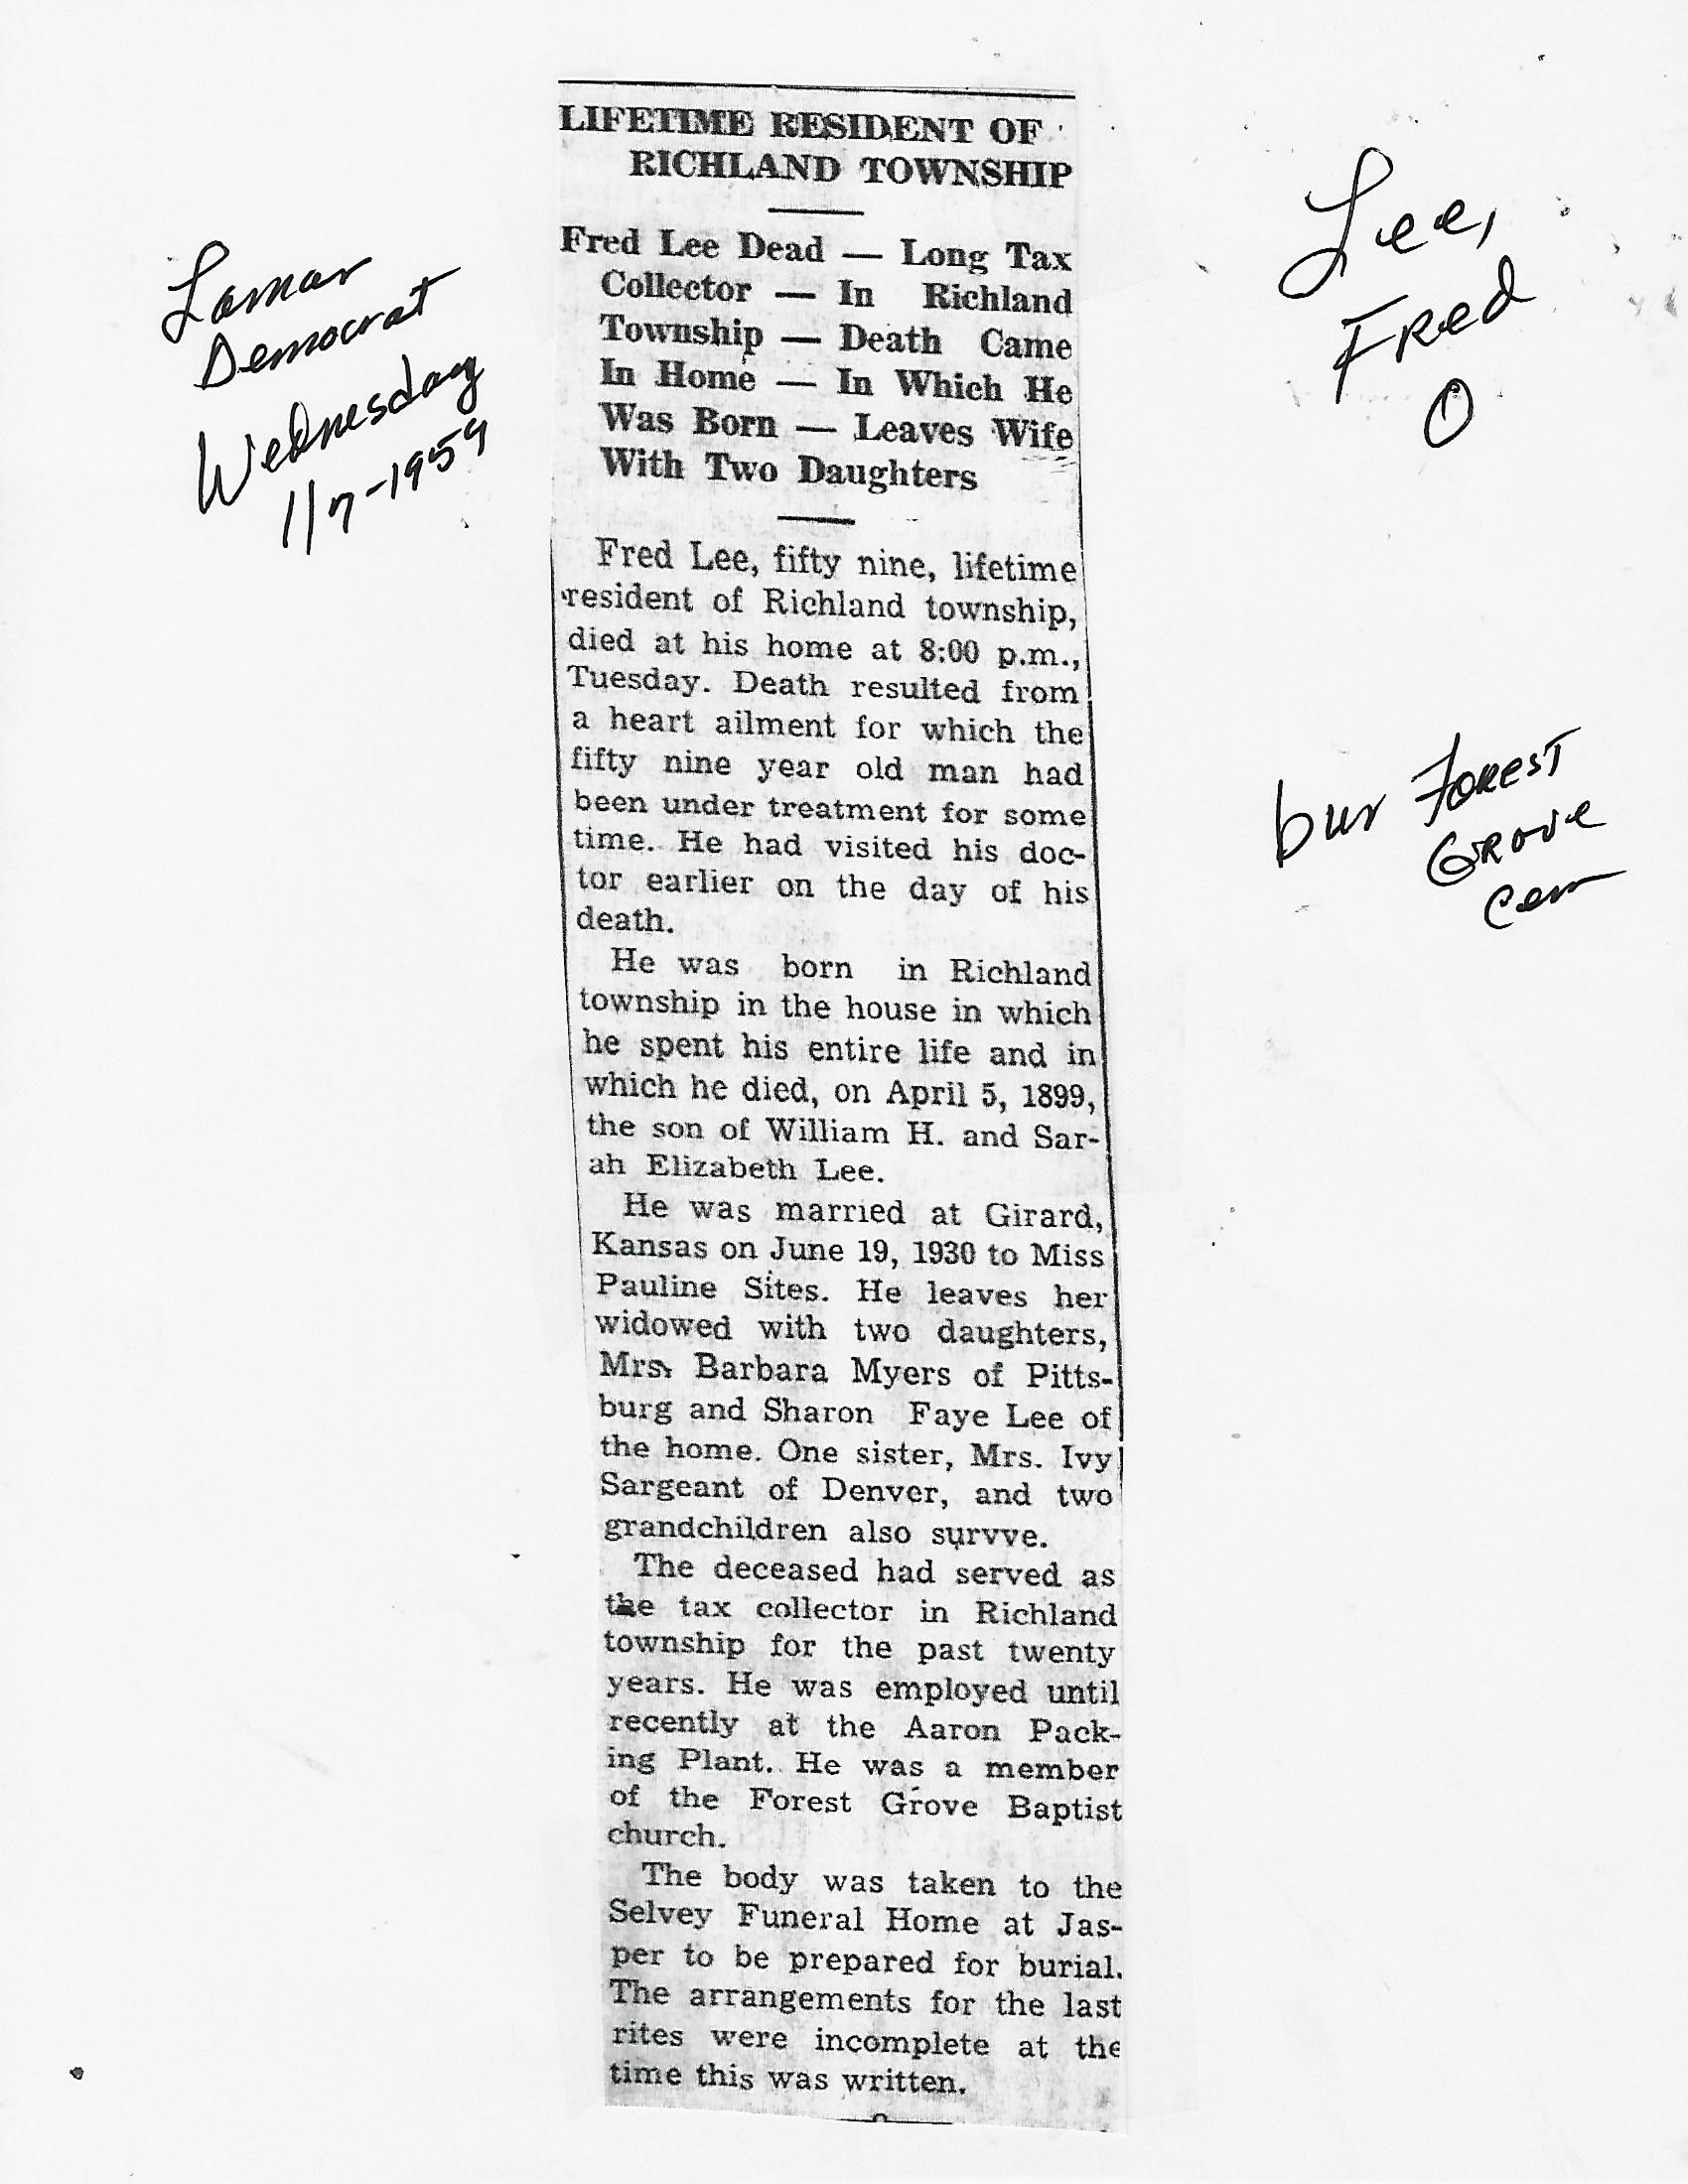 Lamar
Democrat
Wednesday
1/7-1959
Lee,
Fred
O
bur Forest
Grove
Cem
LIFETIME RESIDENT OF
RICHLAND TOWNSHIP
Fred Lee Dead — Long Tax
Collector — In Richland
Township — Death Came
In Home — In Which He
Was Born — Leaves Wife
With Two Daughters
Fred Lee, fifty nine, lifetime
resident of Richland township,
died at his home at 8:00 p.m.,
Tuesday. Death resulted from
a heart ailment for which the
fifty nine year old man had
been under treatment for some
time. He had visited his doc-
tor earlier on the day of his
death.
He was born in Richland
township in the house in which
he spent his entire life and in
which he died, on April 5, 1899,
the son of William H. and Sar-
ah Elizabeth Lee.
He was married at Girard,
Kansas on June 19, 1930 to Miss
Pauline Sites. He leaves her
widowed with two daughters,
Mrs. Barbara Myers of Pitts-
burg and Sharon Faye Lee of
the home. One sister, Mrs. Ivy
Sargeant of Denver, and two
grandchildren also survve.
The deceased had served as
the tax collector in Richland
township for the past twenty
years. He was employed until
recently at the Aaron Pack-
ing Plant. He was a member
of the Forest Grove Baptist
church.
The body was taken to the
Selvey Funeral Home at Jas-
per to be prepared for burial.
The arrangements for the last
rites were incomplete at the
time this was written.